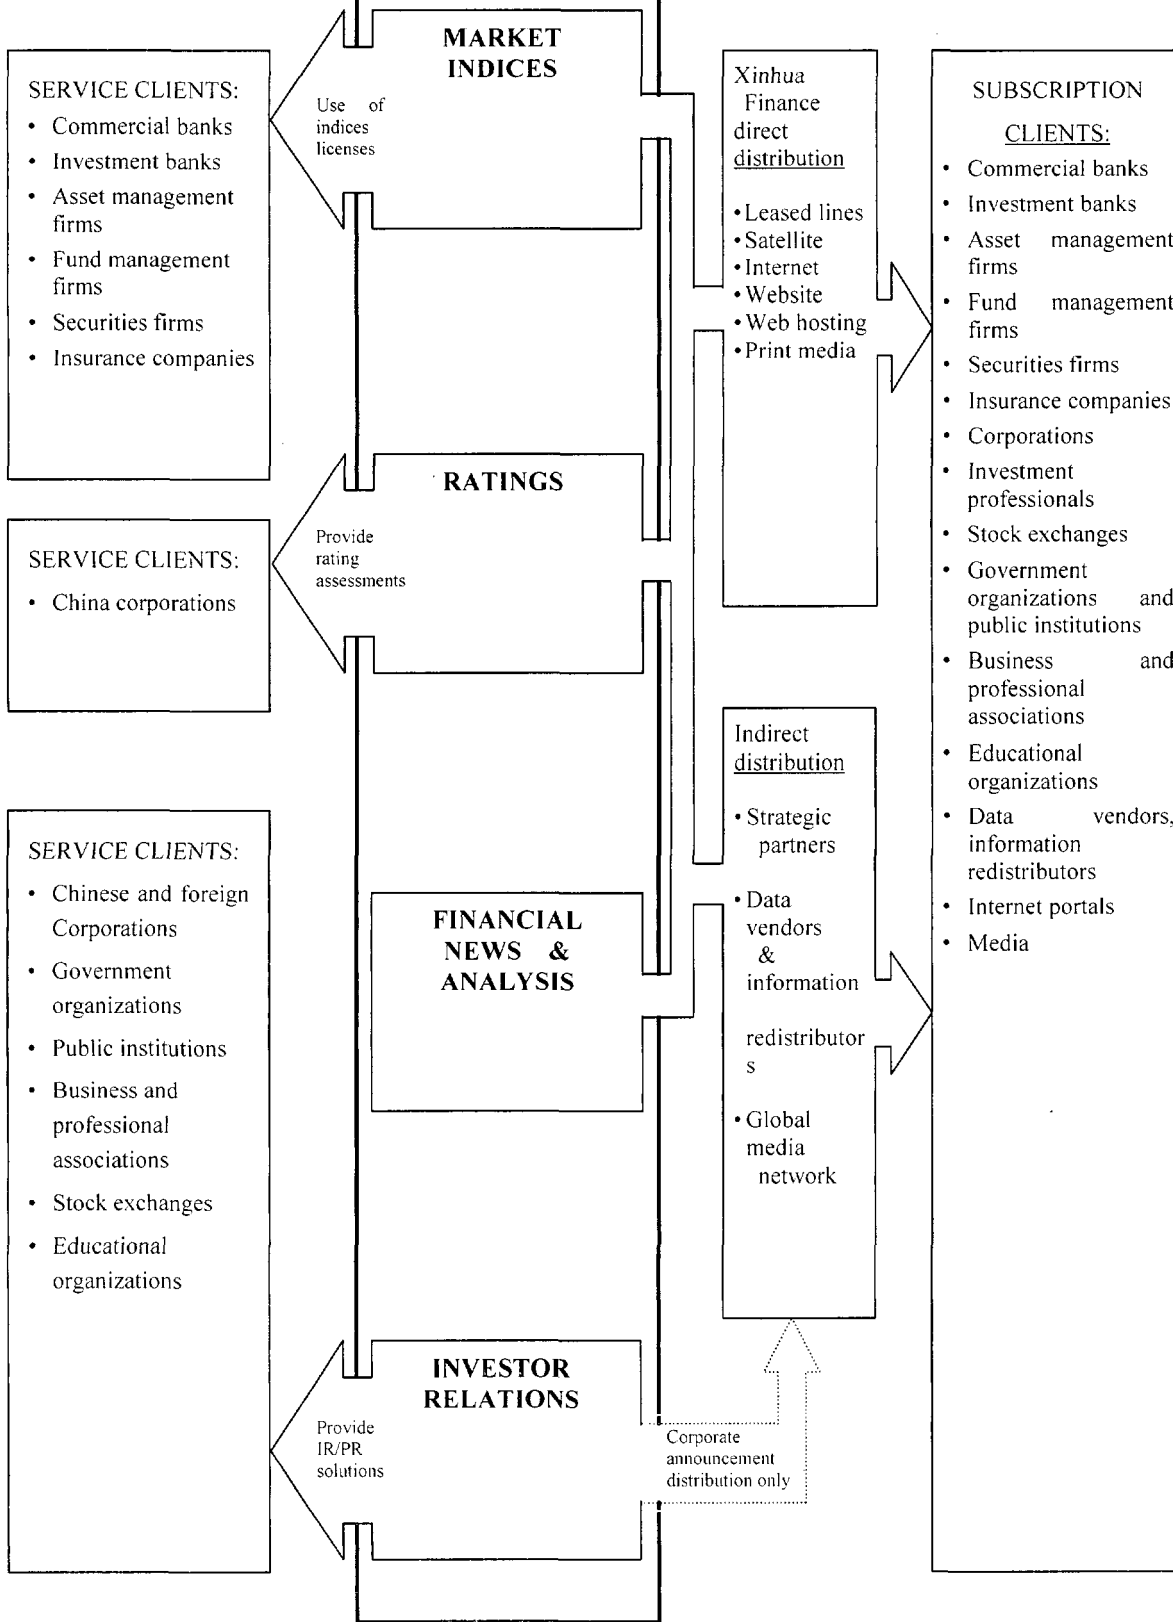 SERVICE CLIENTS:
• Commercial banks
• Investment banks
• Asset management
firms
• Fund management
firms
• Securities firms
• Insurance companies
Use of
indices
licenses
MARKET
INDICES
SERVICE CLIENTS:
• China corporations
Provide
rating
assessments
RATINGS
SERVICE CLIENTS:
• Chinese and foreign
Corporations
• Government
organizations
• Public institutions
• Business and
professional
associations
• Stock exchanges
• Educational
organizations
FINANCIAL
NEWS &
ANALYSIS
Provide
IR/PR
solutions
INVESTOR
RELATIONS
Corporate
announcement
distribution only
Xinhua
Finance
direct
distribution
• Leased lines
• Satellite
• Internet
• Website
• Web hosting
• Print media
Indirect
distribution
• Strategic
partners
• Data
vendors
&
information
redistributor
s
• Global
media
network
SUBSCRIPTION
CLIENTS:
• Commercial banks
• Investment banks
• Asset management
firms
• Fund management
firms
• Securities firms
• Insurance companies
• Corporations
• Investment
professionals
• Stock exchanges
• Government
organizations and
public institutions
• Business and
professional
associations
• Educational
organizations
• Data vendors,
information
redistributors
• Internet portals
• Media